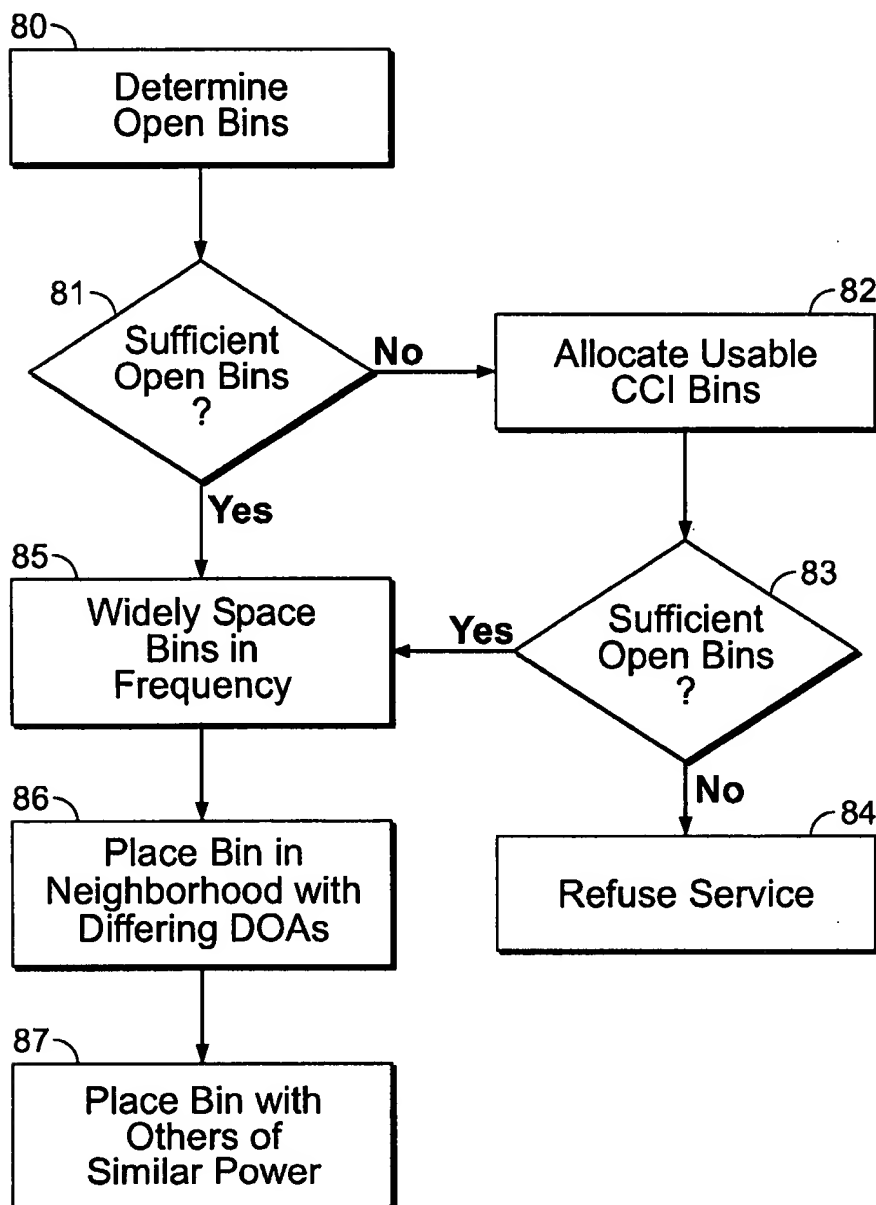 80
Determine
Open Bins
81
Sufficient
Open Bins
?
No
Yes
82
Allocate Usable
CCI Bins
83
Sufficient
Open Bins
?
Yes
No
84
Refuse Service
85
Widely Space
Bins in
Frequency
86
Place Bin in
Neighborhood with
Differing DOAs
87
Place Bin with
Others of
Similar Power